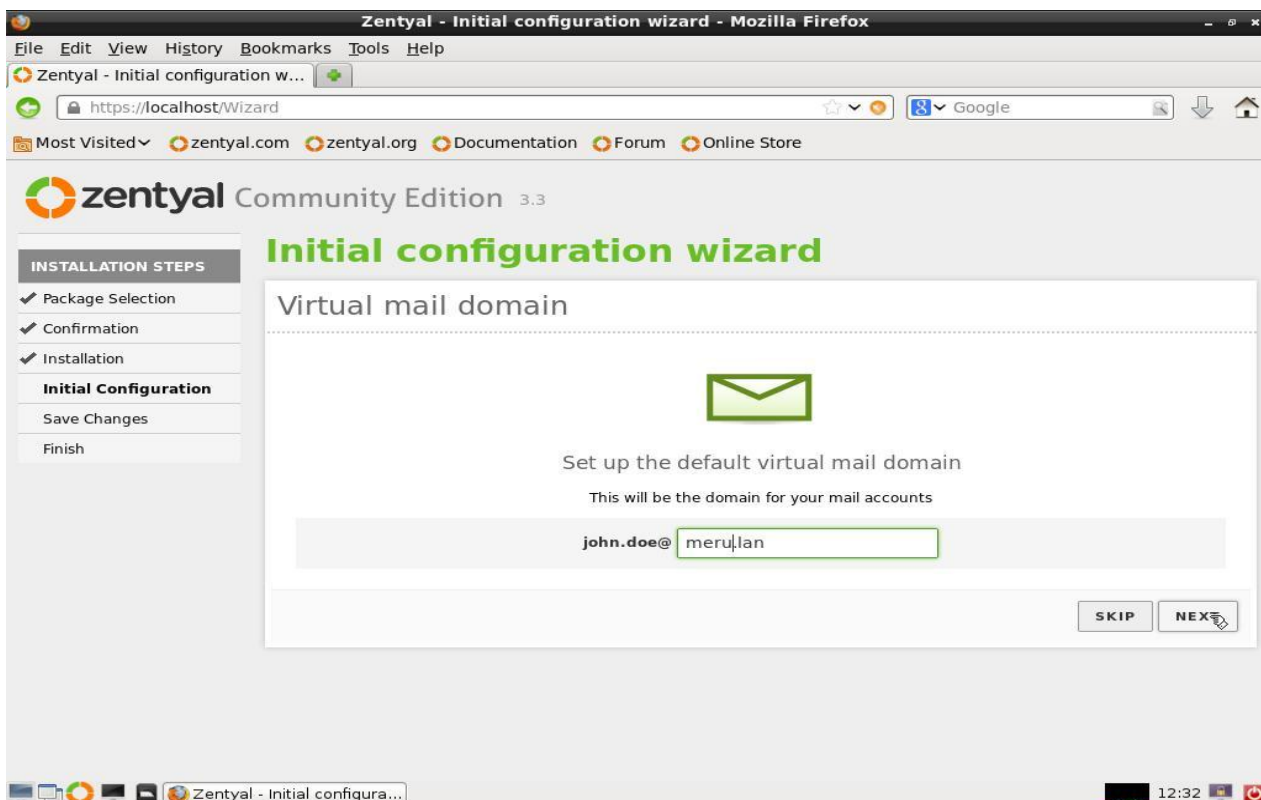 Zentyal - Initial configuration wizard - Mozilla Firefox
File Edit View History Bookmarks Tools Help
Zentyal - Initial configuration w...
https://localhost/Wizard
Google
Most Visited zentyal.com zentyal.org Documentation Forum Online Store
zentyal Community Edition 3.3
Initial configuration wizard
INSTALLATION STEPS
Package Selection
Confirmation
Installation
Initial Configuration
Save Changes
Finish
Virtual mail domain
Set up the default virtual mail domain
This will be the domain for your mail accounts
john.doe@ meru.lan
SKIP NEXT
Zentyal - Initial configura...
12:32